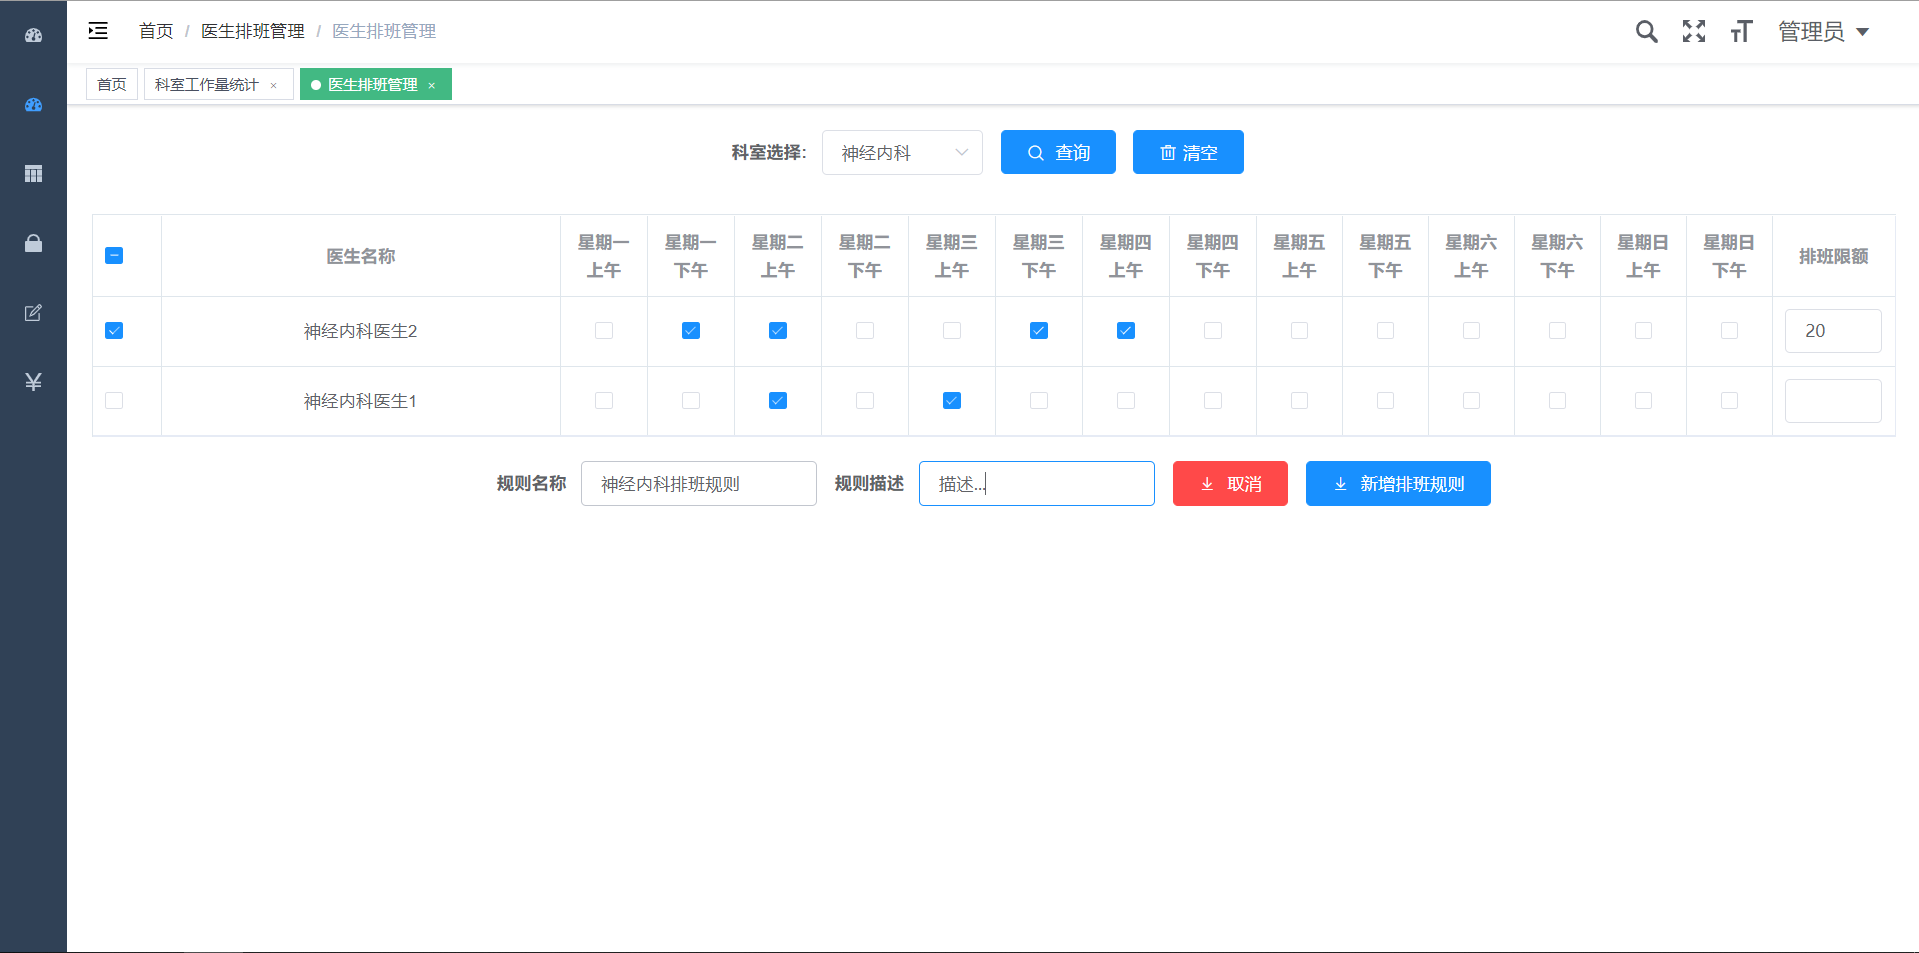 首页 / 医生排班管理 / 医生排班管理
管理员
首页 科室工作量统计 × 医生排班管理 ×
科室选择: 神经内科 查询 清空
医生名称 星期一上午 星期一下午 星期二上午 星期二下午 星期三上午 星期三下午 星期四上午 星期四下午 星期五上午 星期五下午 星期六上午 星期六下午 星期日上午 星期日下午 排班限额
神经内科医生2 20
神经内科医生1
规则名称 神经内科排班规则 规则描述 描述... 取消 新增排班规则